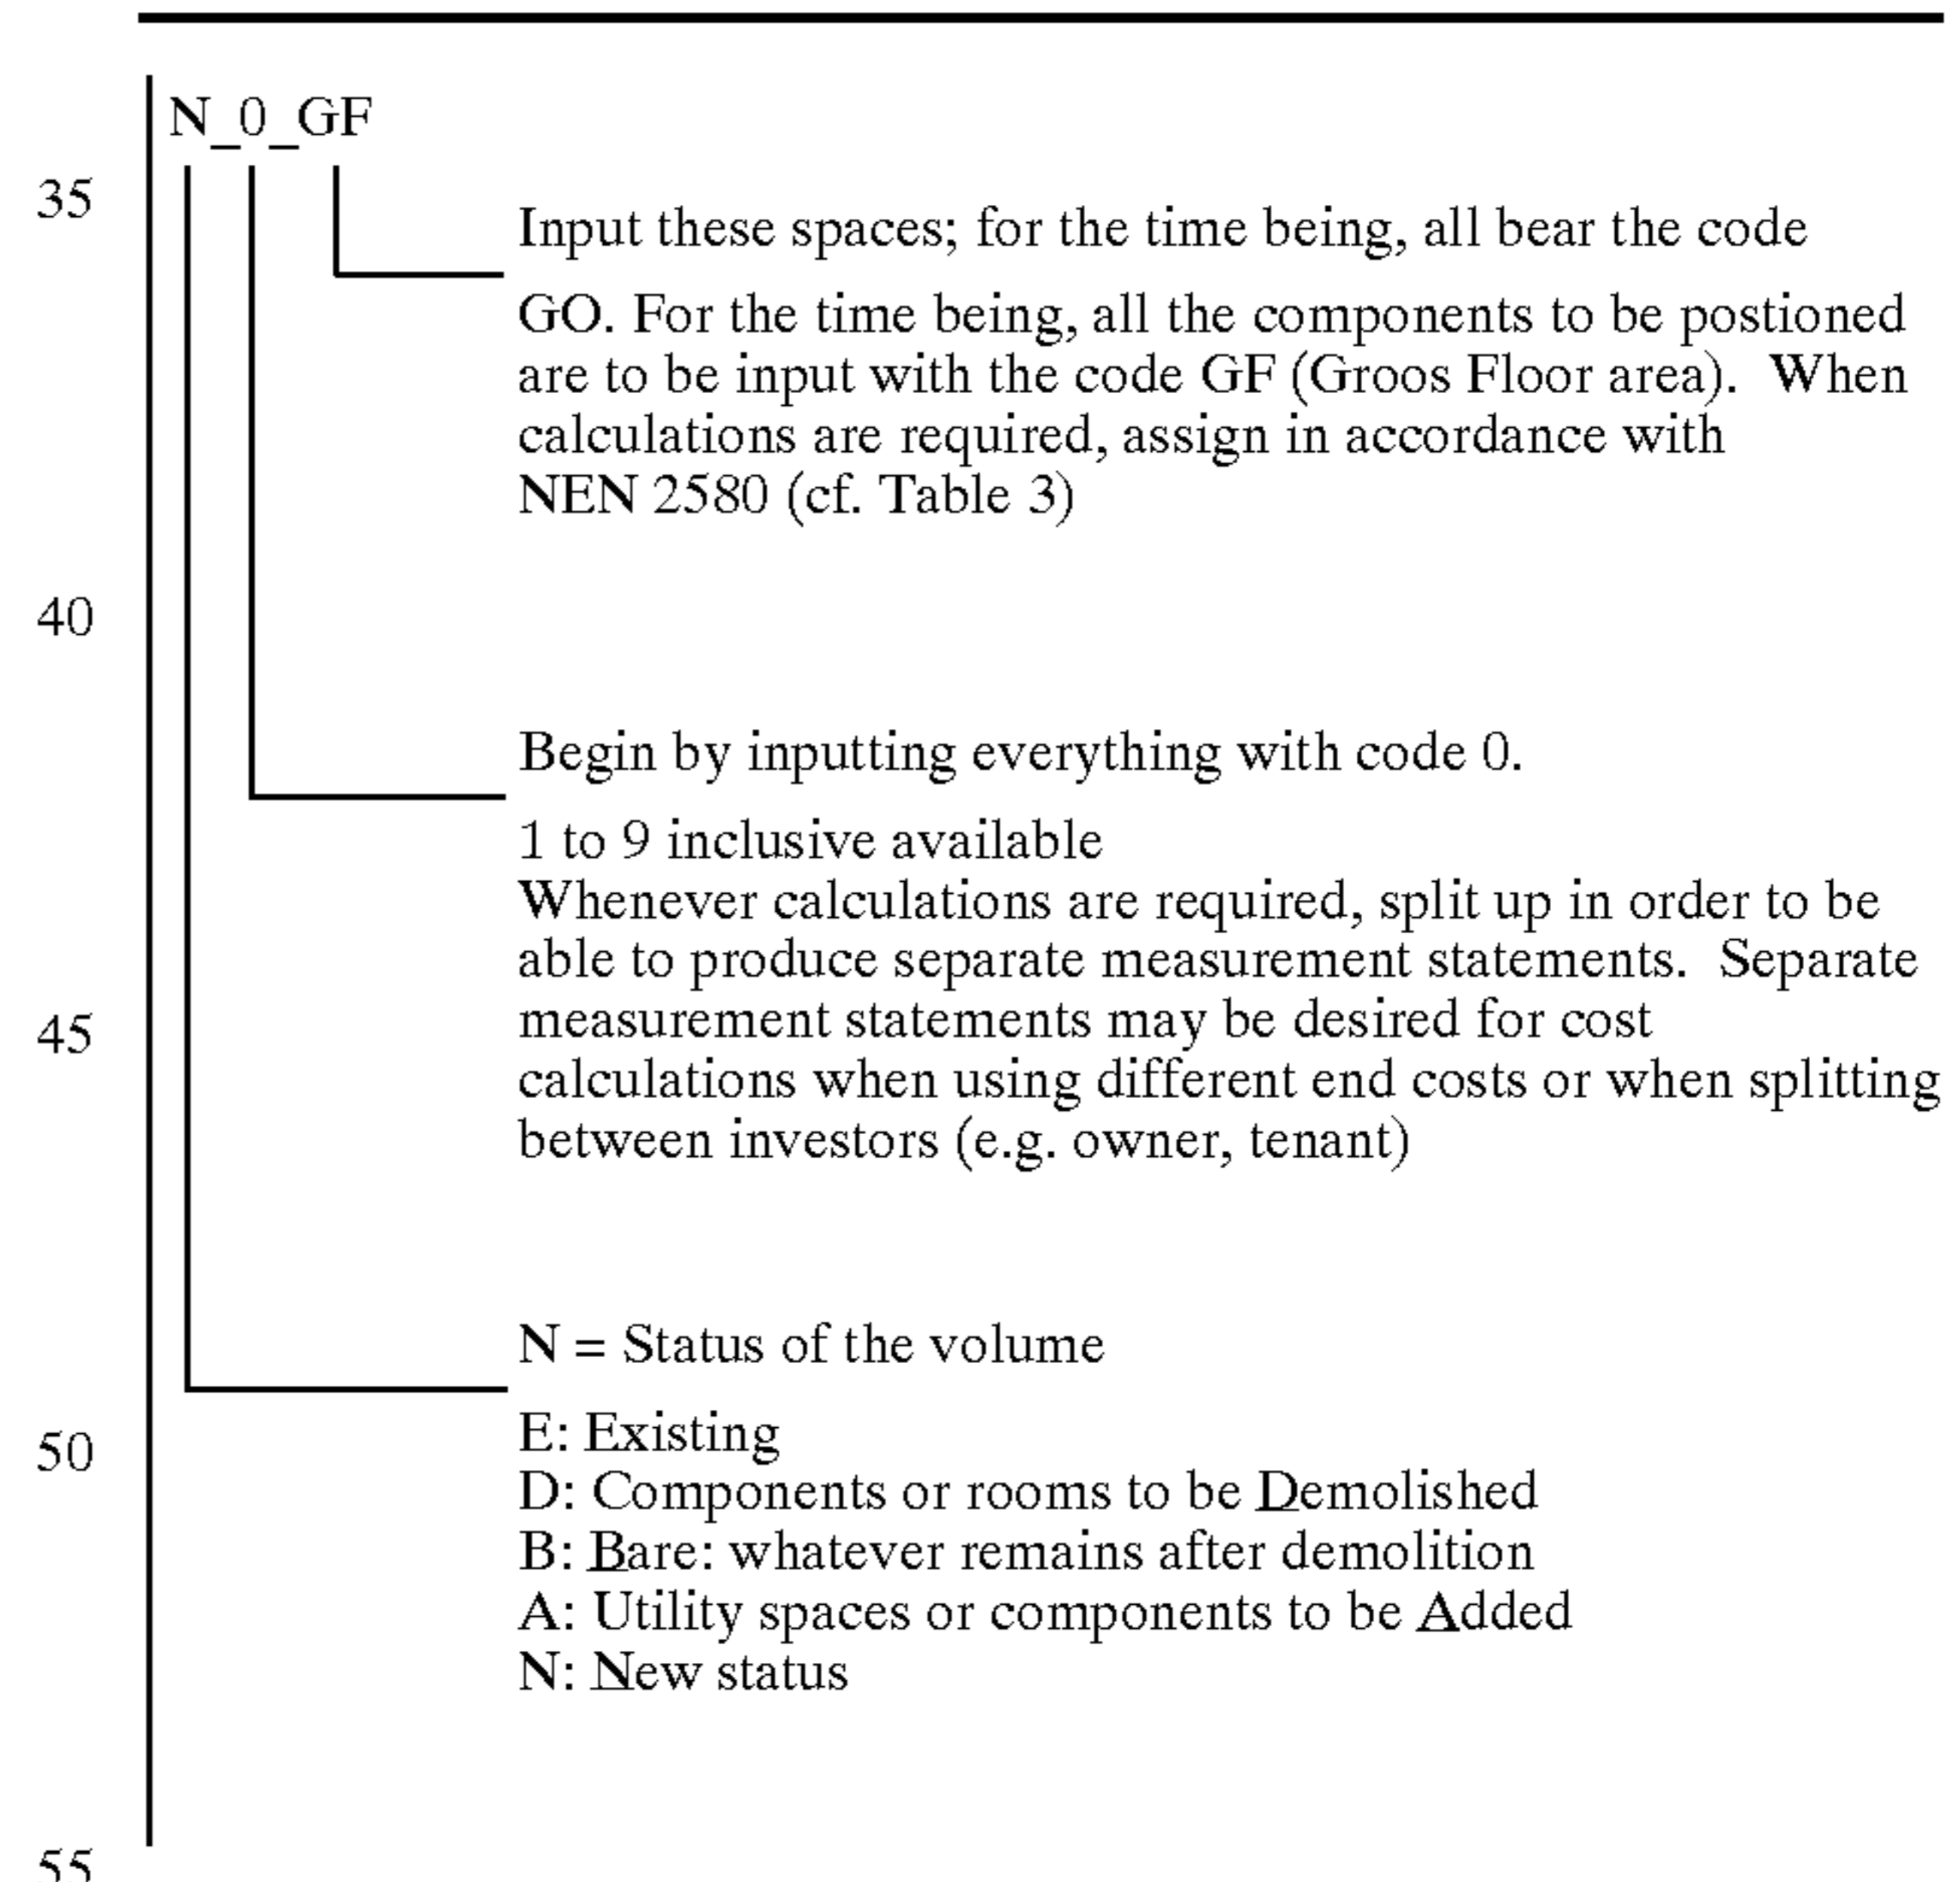 N_0_GF
35
Input these spaces; for the time being, all bear the code
GO. For the time being, all the components to be postioned
are to be input with the code GF (Groos Floor area).  When
calculations are required, assign in accordance with
NEN 2580 (cf. Table 3)
40
Begin by inputting everything with code 0.
1 to 9 inclusive available
Whenever calculations are required, split up in order to be
able to produce separate measurement statements.  Separate
45
measurement statements may be desired for cost
calculations when using different end costs or when splitting
between investors (e.g. owner, tenant)
N = Status of the volume
E: Existing
50
D: Components or rooms to be Demolished
B: Bare: whatever remains after demolition
A: Utility spaces or components to be Added
N: New status
55